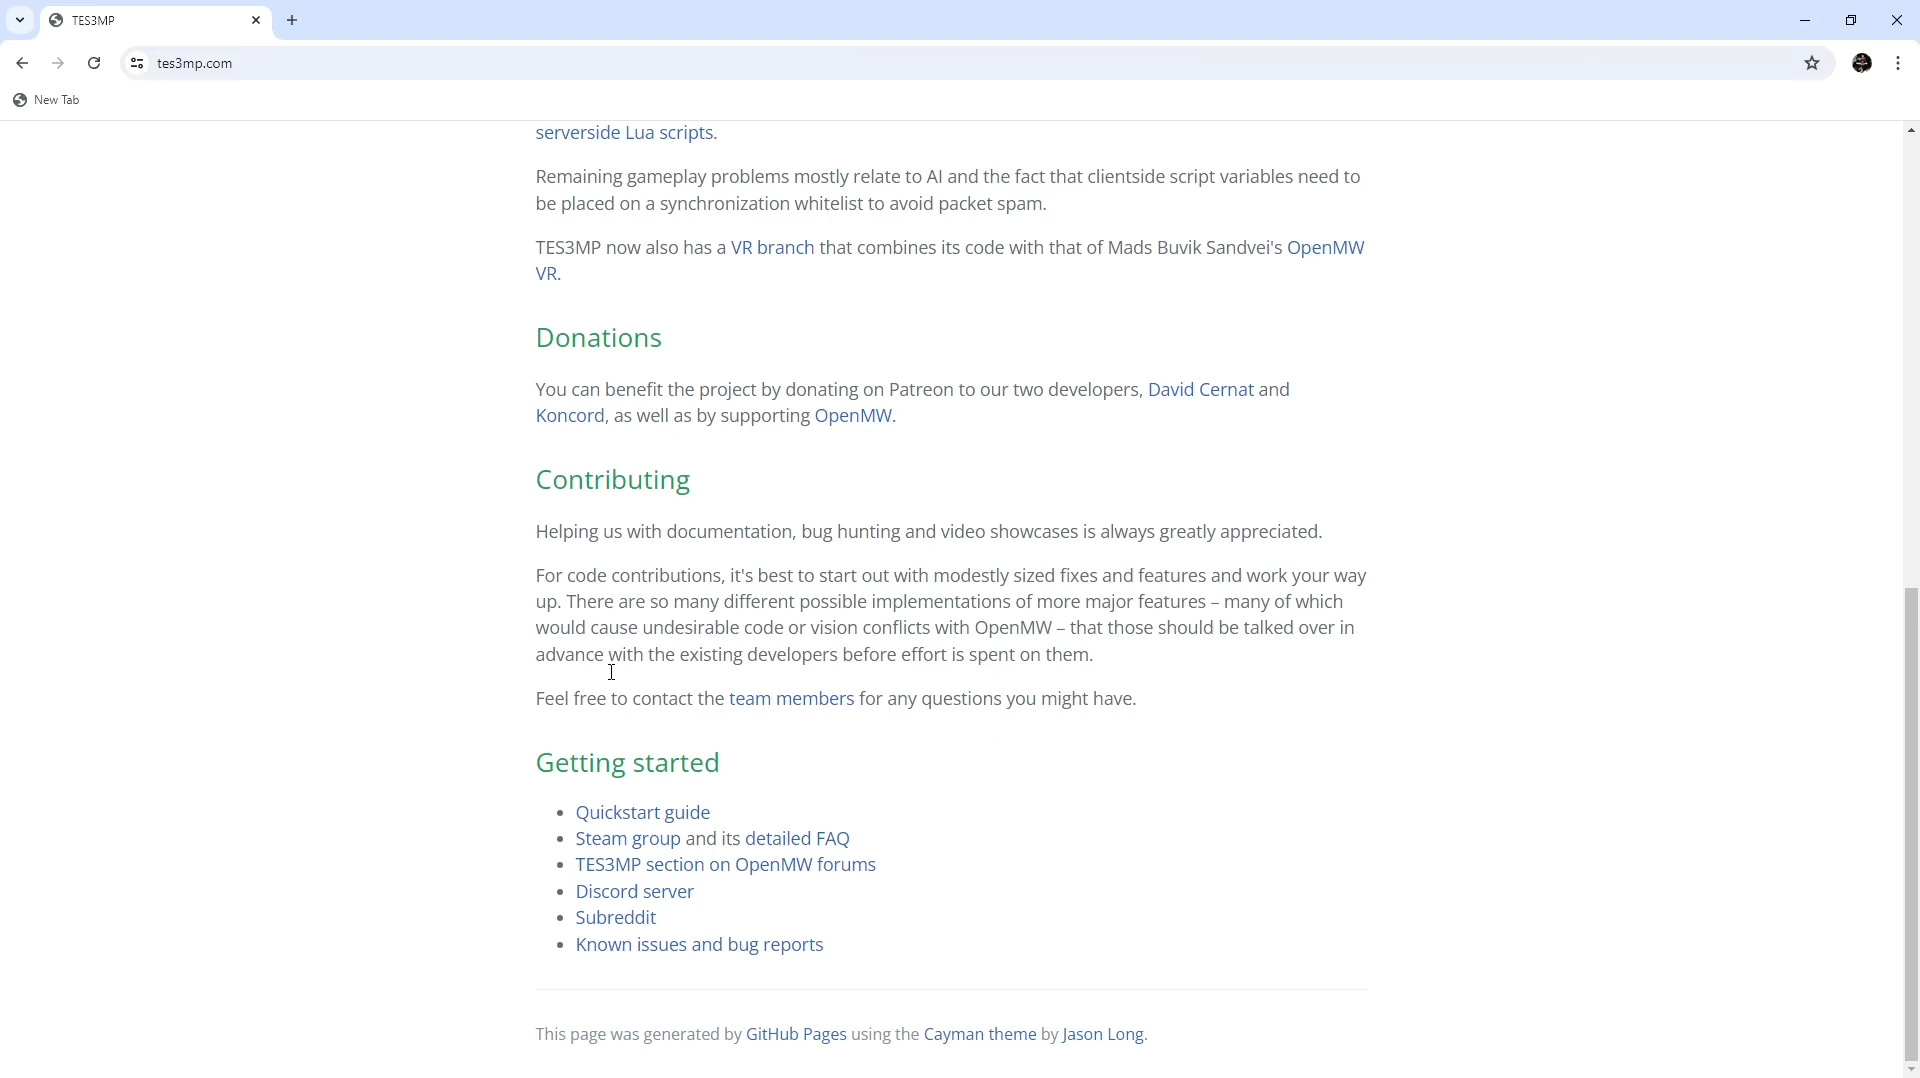 TES3MP
tes3mp.com
New Tab
serverside Lua scripts.
Remaining gameplay problems mostly relate to AI and the fact that clientside script variables need to
be placed on a synchronization whitelist to avoid packet spam.
TES3MP now also has a VR branch that combines its code with that of Mads Buvik Sandvei's OpenMW
VR.
Donations
You can benefit the project by donating on Patreon to our two developers, David Cernat and
Koncord, as well as by supporting OpenMW.
Contributing
Helping us with documentation, bug hunting and video showcases is always greatly appreciated.
For code contributions, it's best to start out with modestly sized fixes and features and work your way
up. There are so many different possible implementations of more major features – many of which
would cause undesirable code or vision conflicts with OpenMW – that those should be talked over in
advance with the existing developers before effort is spent on them.
Feel free to contact the team members for any questions you might have.
Getting started
• Quickstart guide
• Steam group and its detailed FAQ
• TES3MP section on OpenMW forums
• Discord server
• Subreddit
• Known issues and bug reports
This page was generated by GitHub Pages using the Cayman theme by Jason Long.